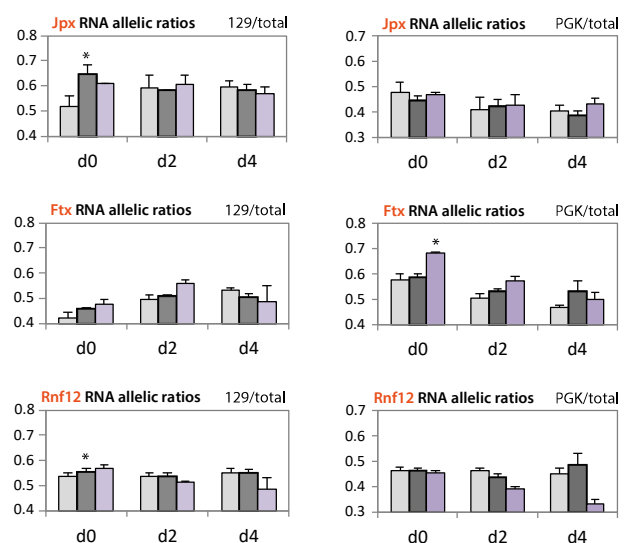 Jpx RNA allelic ratios 129/total
0.8
0.7
0.6
0.5
0.4
*
d0 d2 d4
Jpx RNA allelic ratios PGK/total
0.7
0.6
0.5
0.4
0.3
d0 d2 d4
Ftx RNA allelic ratios 129/total
0.8
0.7
0.6
0.5
0.4
d0 d2 d4
Ftx RNA allelic ratios PGK/total
0.8
0.7
0.6
0.5
0.4
*
d0 d2 d4
Rnf12 RNA allelic ratios 129/total
0.8
0.7
0.6
0.5
0.4
*
d0 d2 d4
Rnf12 RNA allelic ratios PGK/total
0.7
0.6
0.5
0.4
0.3
d0 d2 d4